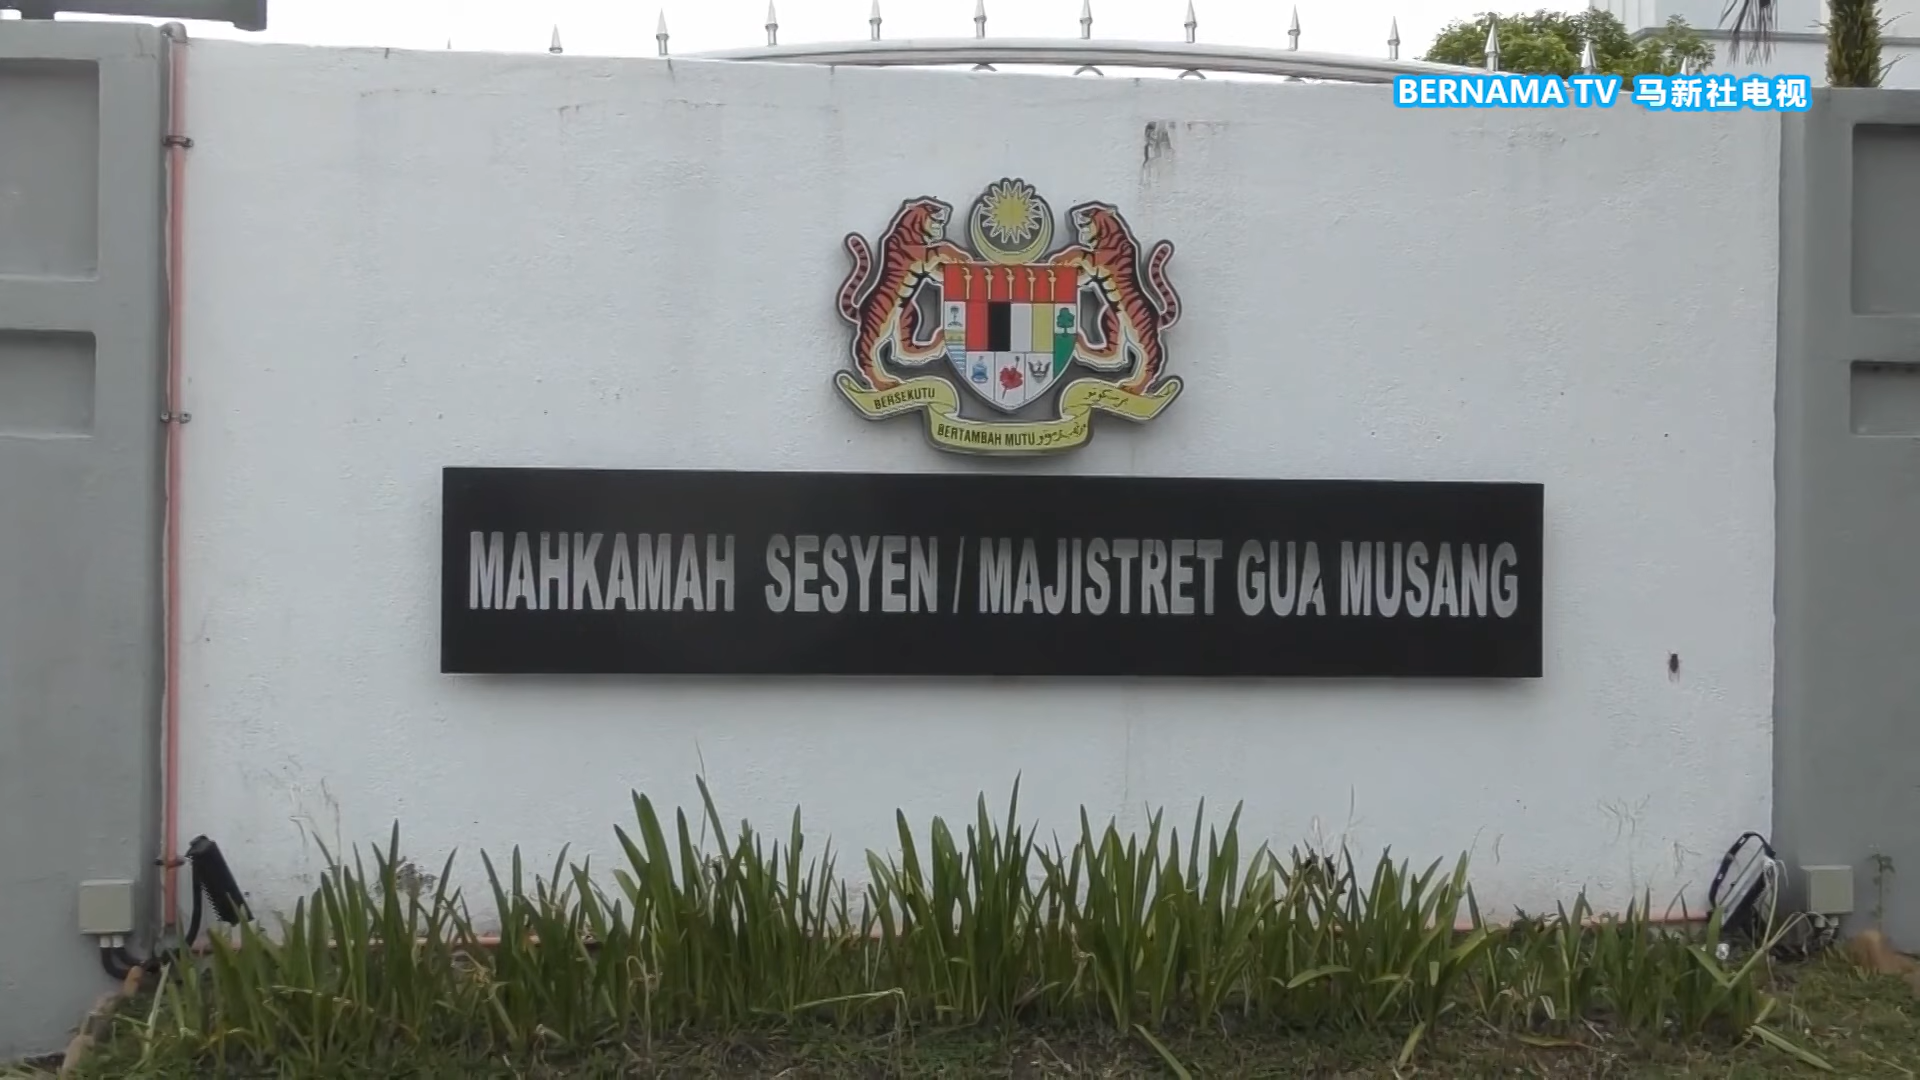 BERNAMA TV 马新社电视
BERSEKUTU
BERTAMBAH MUTU
MAHKAMAH SESYEN / MAJISTRET GUA MUSANG